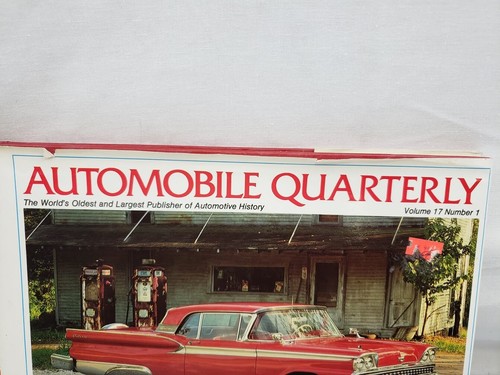 AUTOMOBILE QUARTERLY
The World's Oldest and Largest Publisher of Automotive History
Volume 17 Number 1